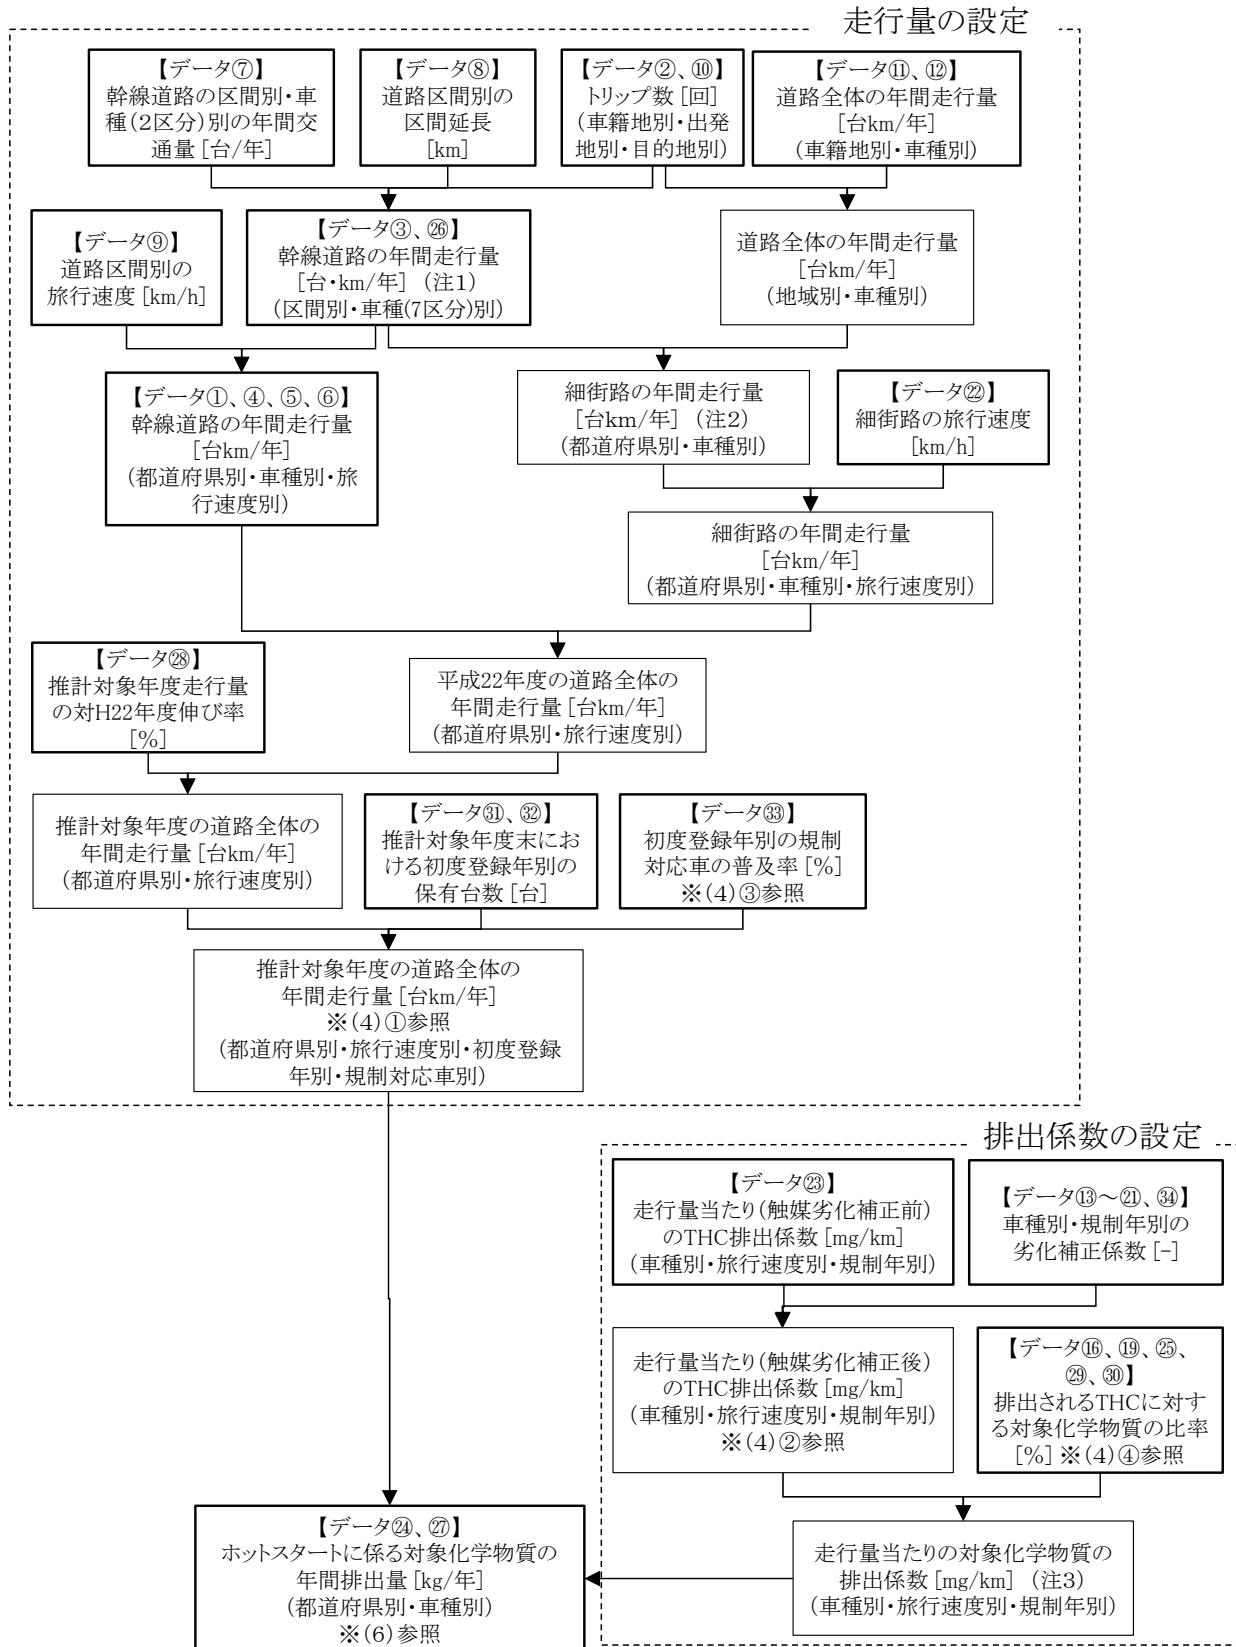 走行量の設定
【データ⑦】
幹線道路の区間別・車
種(2区分)別の年間交
通量[台/年]
【データ⑧】
道路区間別の
区間延長
[km]
【データ②、⑩】
トリップ数[回]
(車籍地別・出発
地別・目的地別)
【データ⑪、⑫】
道路全体の年間走行量
[台km/年]
(車籍地別・車種別)
【データ⑨】
道路区間別の
旅行速度[km/h]
【データ③、㉖】
幹線道路の年間走行量
[台・km/年] (注1)
(区間別・車種(7区分)別)
道路全体の年間走行量
[台km/年]
(地域別・車種別)
【データ①、④、⑤、⑥】
幹線道路の年間走行量
[台km/年]
(都道府県別・車種別・旅
行速度別)
細街路の年間走行量
[台km/年] (注2)
(都道府県別・車種別)
【データ㉒】
細街路の旅行速度
[km/h]
細街路の年間走行量
[台km/年]
(都道府県別・車種別・旅行速度別)
【データ㉘】
推計対象年度走行量
の対H22年度伸び率
[%]
平成22年度の道路全体の
年間走行量[台km/年]
(都道府県別・旅行速度別)
推計対象年度の道路全体の
年間走行量[台km/年]
(都道府県別・旅行速度別)
【データ㉛、㉜】
推計対象年度末にお
ける初度登録年別の
保有台数[台]
【データ㉝】
初度登録年別の規制
対応車の普及率[%]
※(4)③参照
推計対象年度の道路全体の
年間走行量[台km/年]
※(4)①参照
(都道府県別・旅行速度別・初度登録
年別・規制対応車別)
排出係数の設定
【データ㉓】
走行量当たり(触媒劣化補正前)
のTHC排出係数[mg/km]
(車種別・旅行速度別・規制年別)
【データ⑬～㉑、㉞】
車種別・規制年別の
劣化補正係数[-]
走行量当たり(触媒劣化補正後)
のTHC排出係数[mg/km]
(車種別・旅行速度別・規制年別)
※(4)②参照
【データ⑯、⑲、㉕、
㉙、㉚】
排出されるTHCに対す
る対象化学物質の比率
[%]※(4)④参照
【データ㉔、㉗】
ホットスタートに係る対象化学物質の
年間排出量[kg/年]
(都道府県別・車種別)
※(6)参照
走行量当たりの対象化学物質の
排出係数[mg/km] (注3)
(車種別・旅行速度別・規制年別)